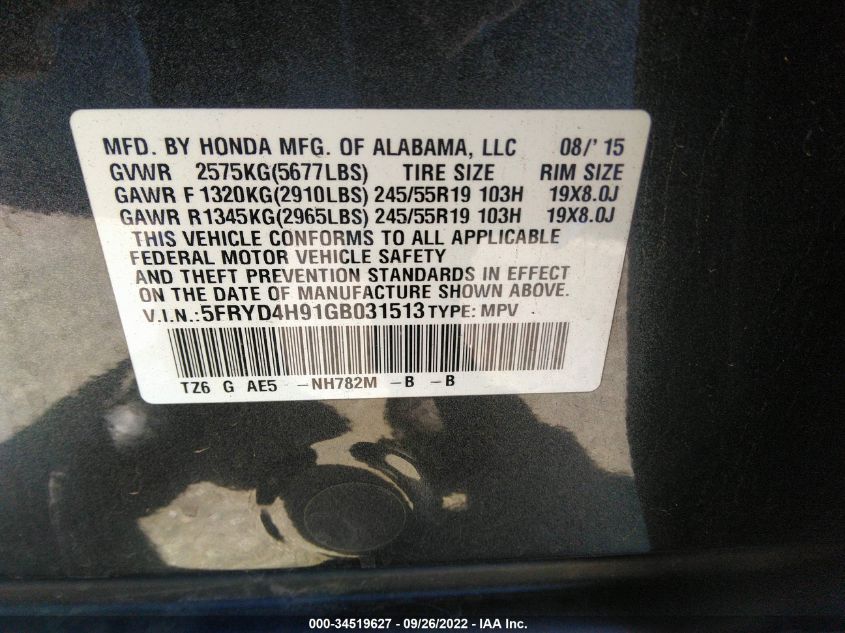 MFD. BY HONDA MFG. OF ALABAMA, LLC 08/' 15
GVWR 2575KG(5677LBS) TIRE SIZE RIM SIZE
GAWR F 1320KG(2910LBS) 245/55R19 103H 19X8.0J
GAWR R1345KG(2965LBS) 245/55R19 103H 19X8.0J
THIS VEHICLE CONFORMS TO ALL APPLICABLE
FEDERAL MOTOR VEHICLE SAFETY
AND THEFT PREVENTION STANDARDS IN EFFECT
ON THE DATE OF MANUFACTURE SHOWN ABOVE.
V.I.N.:5FRYD4H91GB031513 TYPE: MPV
TZ6 G AE5 -NH782M -B -B
000-34519627 - 09/26/2022 - IAA Inc.